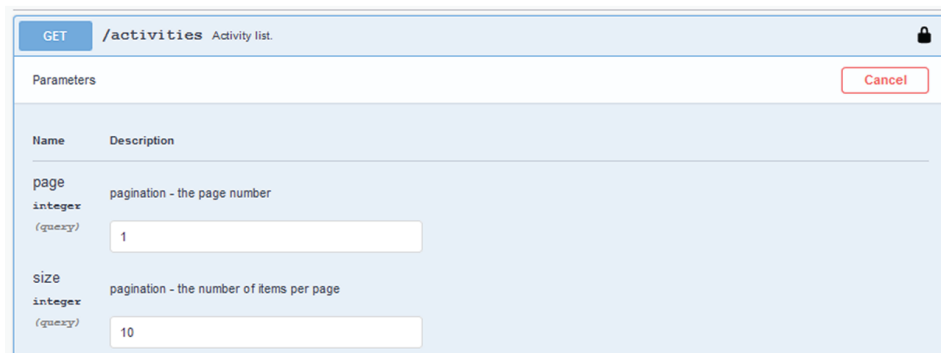 GET /activities Activity list.
Parameters Cancel
Name Description
page
integer
(query)
pagination - the page number
1
size
integer
(query)
pagination - the number of items per page
10